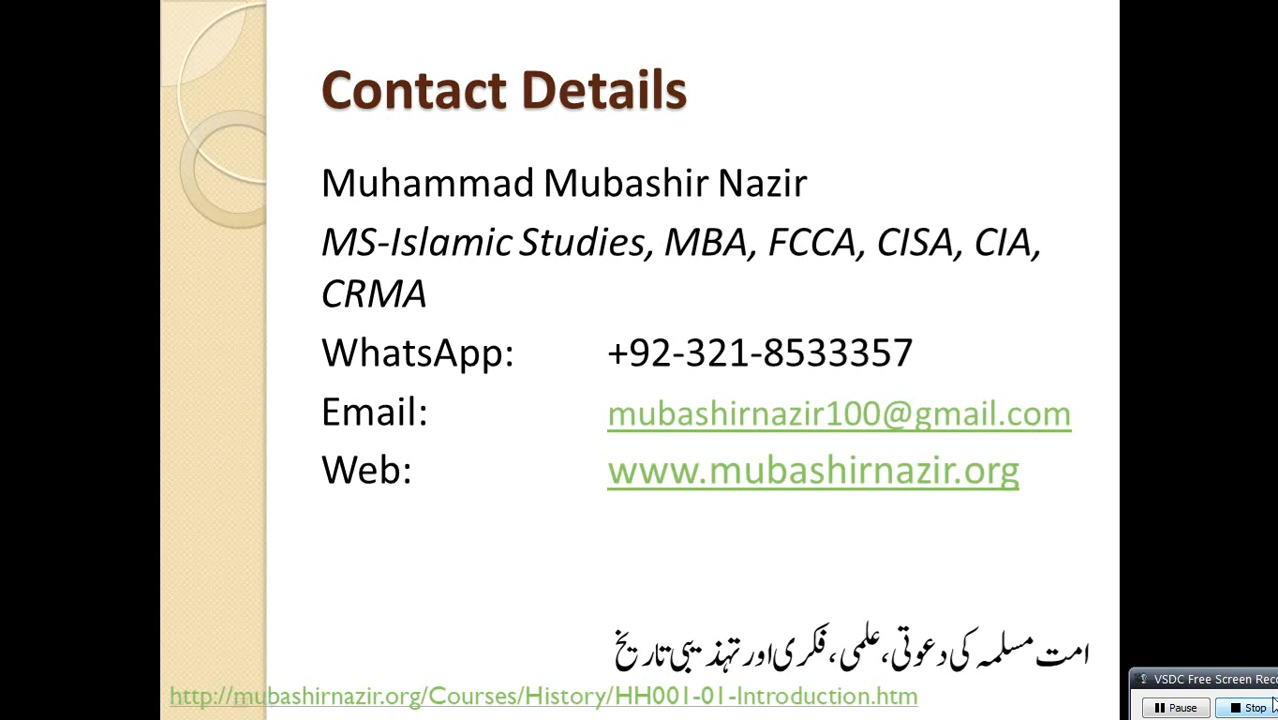 Contact Details
Muhammad Mubashir Nazir
MS-Islamic Studies, MBA, FCCA, CISA, CIA,
CRMA
WhatsApp: +92-321-8533357
Email: mubashirnazir100@gmail.com
Web: www.mubashirnazir.org
امت مسلمہ کی دعوتی، علمی، فکری اور تہذیبی تاریخ
http://mubashirnazir.org/Courses/History/HH001-01-Introduction.htm
VSDC Free Screen
Pause Stop